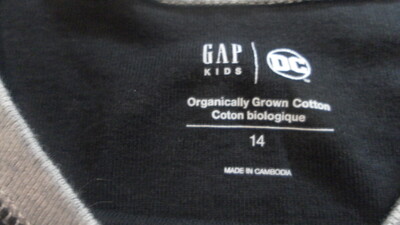 GAP
KIDS
DC
Organically Grown Cotton
Coton biologique
14
MADE IN CAMBODIA